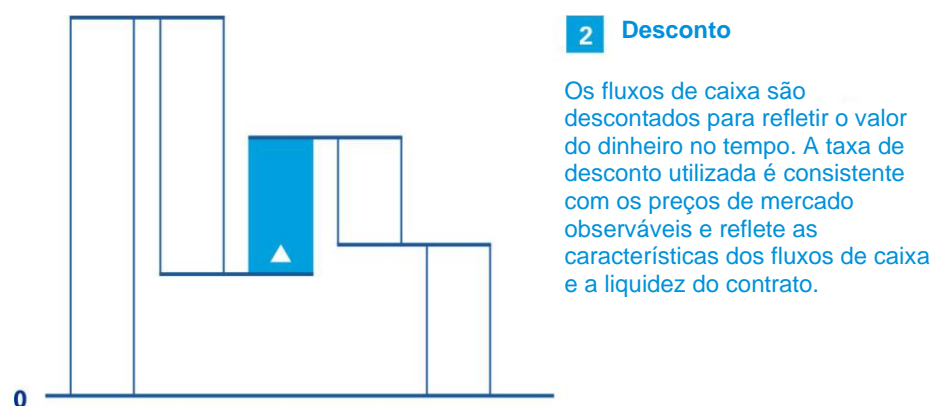 2 Desconto
Os fluxos de caixa são
descontados para refletir o valor
do dinheiro no tempo. A taxa de
desconto utilizada é consistente
com os preços de mercado
observáveis e reflete as
características dos fluxos de caixa
e a liquidez do contrato.
0